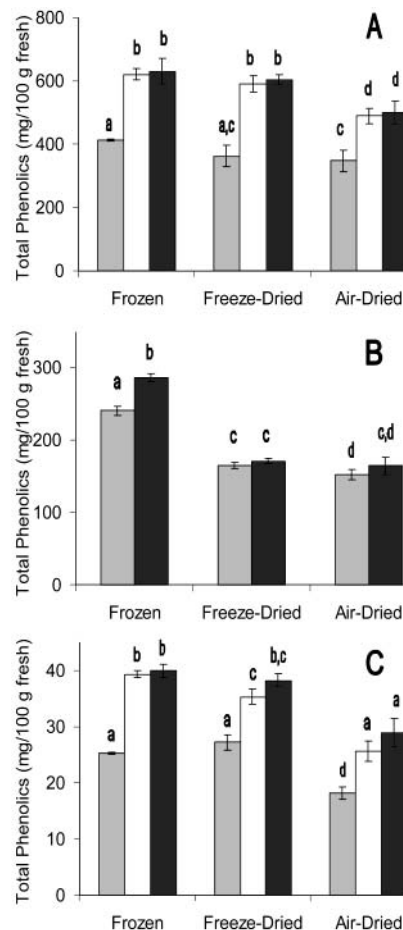 Total Phenolics (mg/100 g fresh)
800
600
400
200
0
A
a
b
b
a,c
b
b
c
d
d
Frozen
Freeze-Dried
Air-Dried
Total Phenolics (mg/100 g fresh)
300
200
100
0
B
a
b
c
c
d
c,d
Frozen
Freeze-Dried
Air-Dried
Total Phenolics (mg/100 g fresh)
40
30
20
10
0
C
a
b
b
a
c
b,c
d
a
a
Frozen
Freeze-Dried
Air-Dried